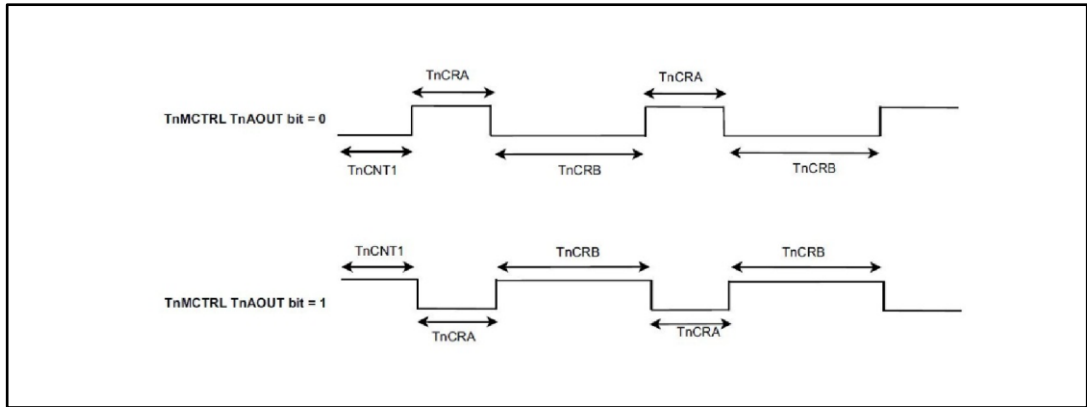 TnCRA
TnCRA
TnMCTRL TnAOUT bit = 0
TnCNT1
TnCRB
TnCRB
TnCNT1
TnCRB
TnCRB
TnMCTRL TnAOUT bit = 1
TnCRA
TnCRA